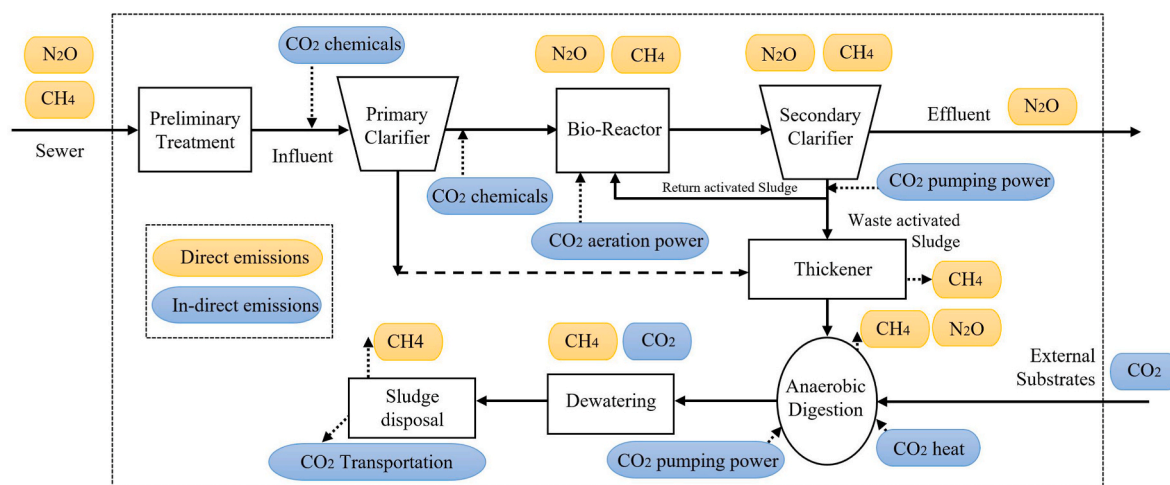 N2O
CH4
Sewer
Preliminary
Treatment
CO2 chemicals
Influent
Primary
Clarifier
CO2 chemicals
N2O
CH4
Bio-Reactor
CO2 aeration power
N2O
CH4
Secondary
Clarifier
Effluent
N2O
Return activated Sludge
CO2 pumping power
Waste activated
Sludge
Direct emissions
In-direct emissions
Thickener
CH4
CH4
N2O
Anaerobic
Digestion
External
Substrates
CO2
CO2 heat
CO2 pumping power
CH4
CO2
Dewatering
CH4
Sludge
disposal
CO2 Transportation